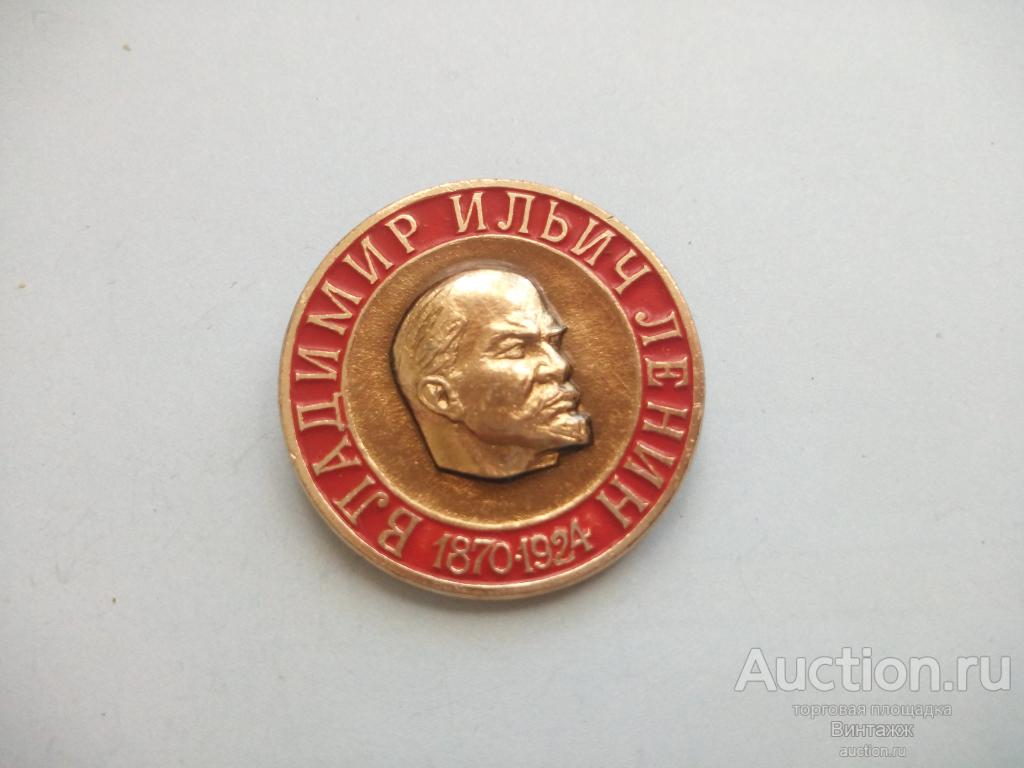 ВЛАДИМИР ИЛЬИЧ ЛЕНИН
1870·1924
Auction.ru
торговая площадка
Винтажж
auction.ru